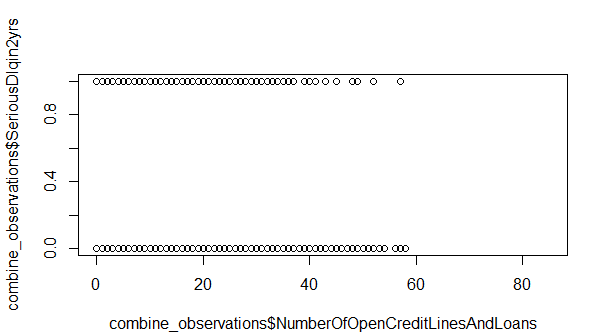 combine_observations$SeriousDlqin2yrs
0.8
0.4
0.0
0 20 40 60 80
combine_observations$NumberOfOpenCreditLinesAndLoans